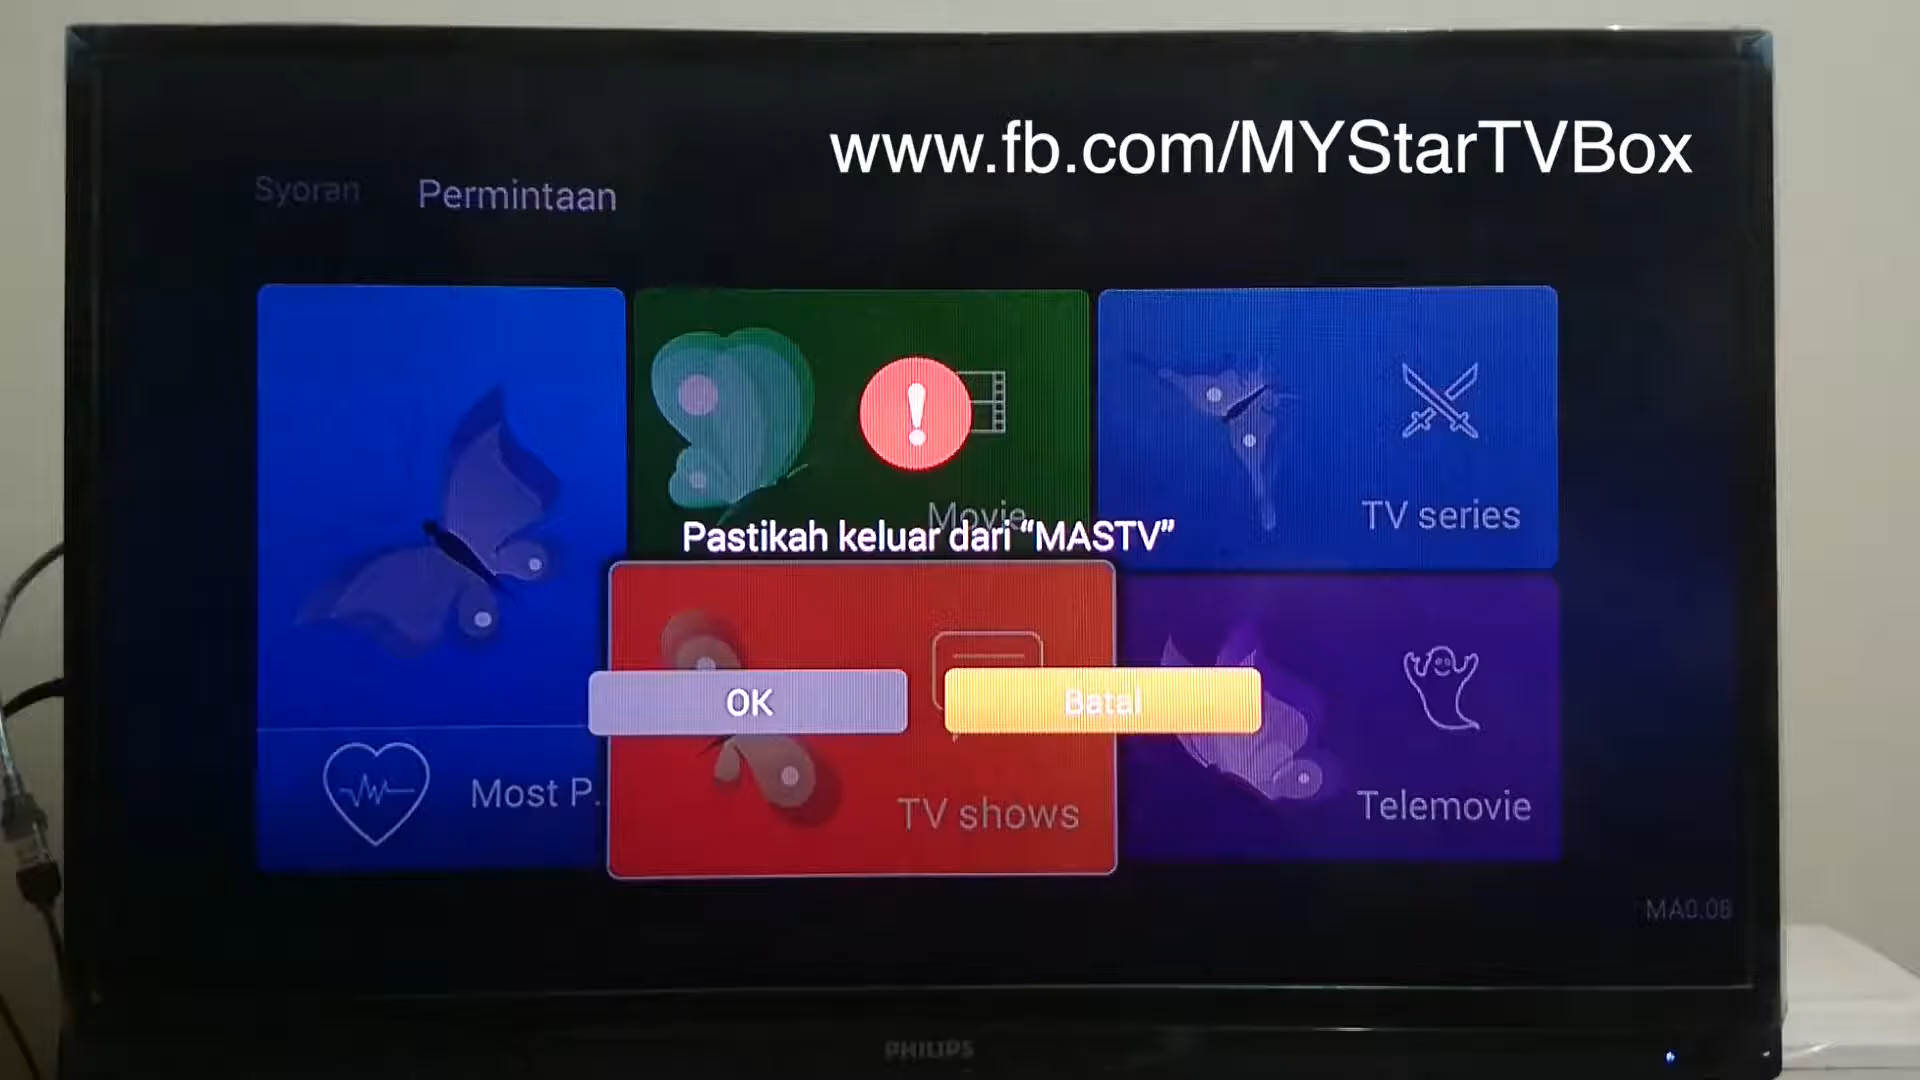 www.fb.com/MYStarTVBox
Syoran Permintaan
Movie
TV series
Pastikah keluar dari “MASTV”
OK Batal
Most P..
TV shows
Telemovie
MA0.08
PHILIPS